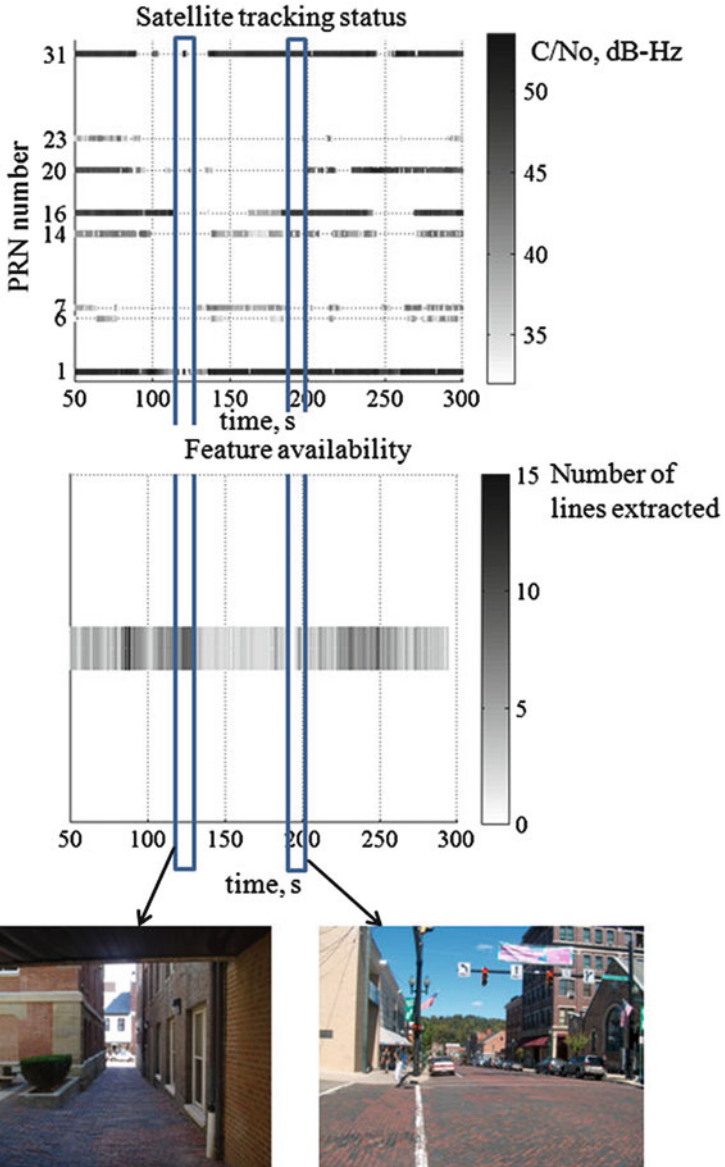 Satellite tracking status
C/No, dB-Hz
PRN number
31
23
20
16
14
7
6
1
50 100 150 200 250 300
time, s
50
45
40
35
Feature availability
Number of
lines extracted
15
10
5
0
50 100 150 200 250 300
time, s